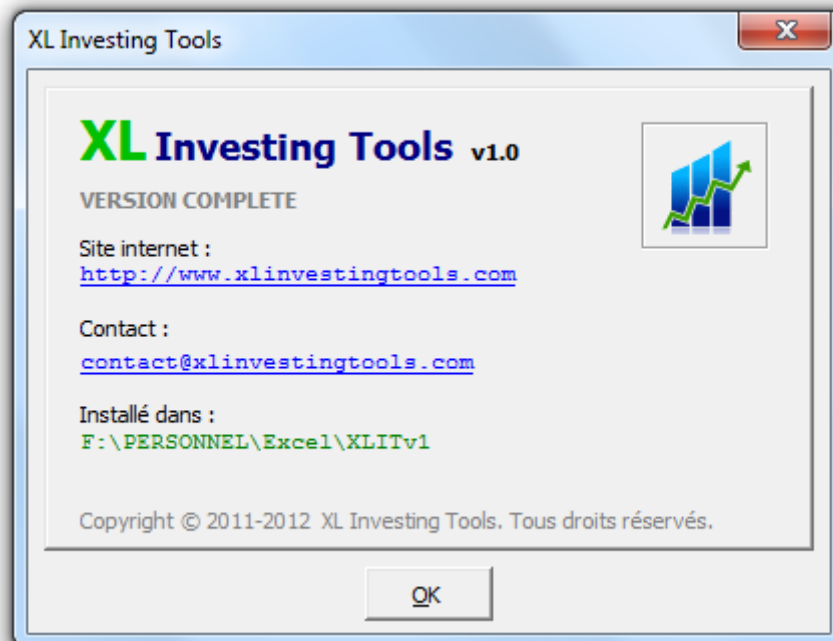 XL Investing Tools
XL Investing Tools v1.0
VERSION COMPLETE
Site internet :
http://www.xlinvestingtools.com
Contact :
contact@xlinvestingtools.com
Installé dans :
F:\PERSONNEL\Excel\XLITv1
Copyright © 2011-2012 XL Investing Tools. Tous droits réservés.
OK